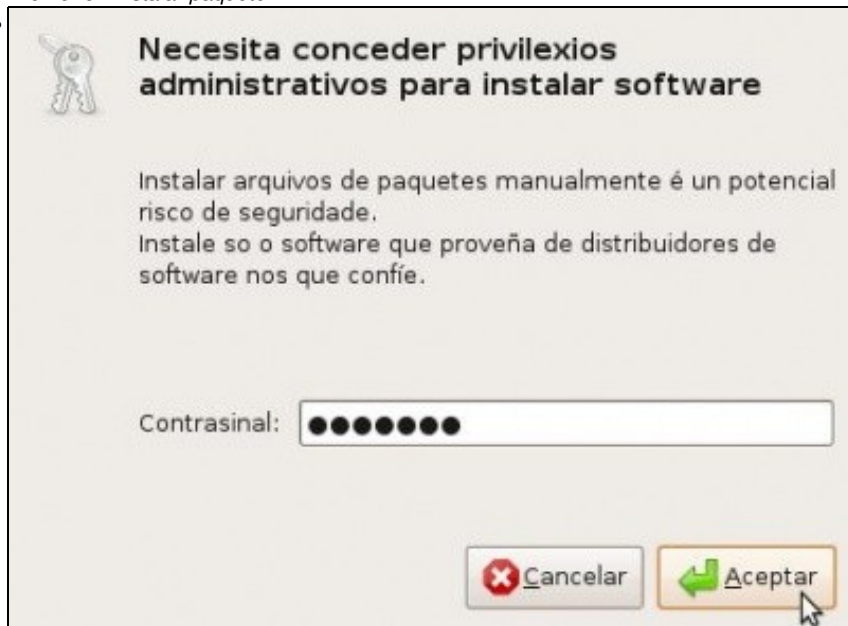 Necesita conceder privilexios
administrativos para instalar software
Instalar arquivos de paquetes manualmente é un potencial
risco de seguridade.
Instale so o software que proveña de distribuidores de
software nos que confíe.
Contrasinal: ●●●●●●●
Cancelar
Aceptar